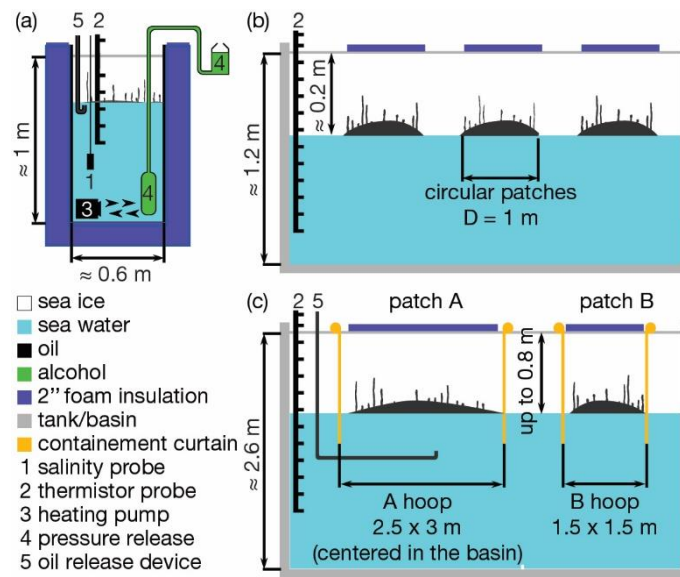 (a)
5 2
4
≈ 1 m
1
3
4
≈ 0.6 m
sea ice
sea water
oil
alcohol
2'' foam insulation
tank/basin
containement curtain
1 salinity probe
2 thermistor probe
3 heating pump
4 pressure release
5 oil release device
(b)
2
≈ 0.2 m
≈ 1.2 m
circular patches
D = 1 m
(c)
2 5
patch A
patch B
up to 0.8 m
≈ 2.6 m
A hoop
2.5 x 3 m
(centered in the basin)
B hoop
1.5 x 1.5 m